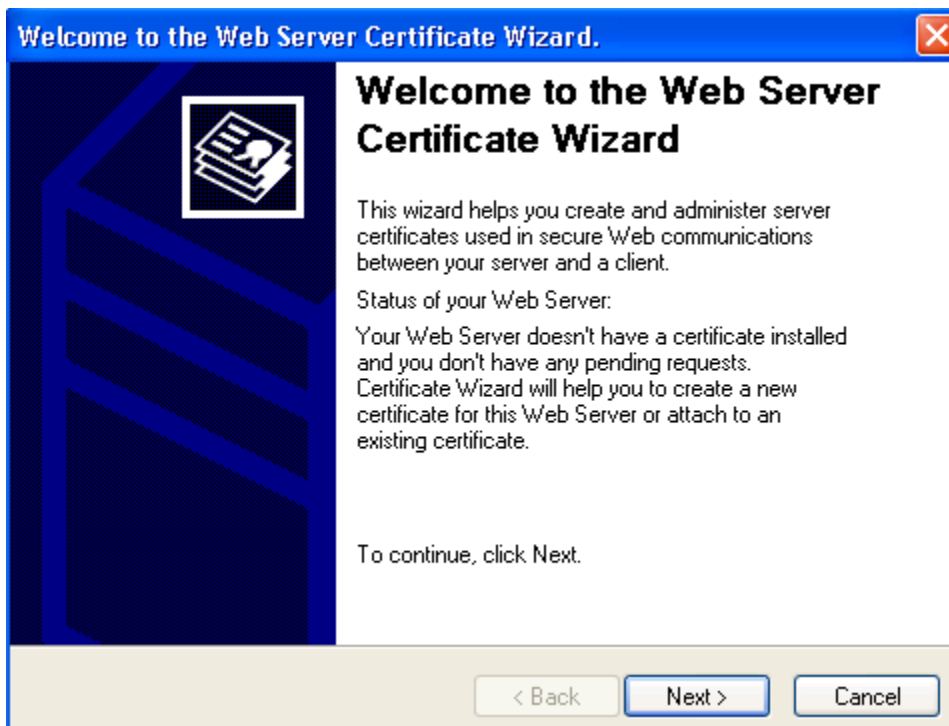 Welcome to the Web Server Certificate Wizard.
Welcome to the Web Server
Certificate Wizard
This wizard helps you create and administer server
certificates used in secure Web communications
between your server and a client.
Status of your Web Server:
Your Web Server doesn't have a certificate installed
and you don't have any pending requests.
Certificate Wizard will help you to create a new
certificate for this Web Server or attach to an
existing certificate.
To continue, click Next.
< Back Next > Cancel